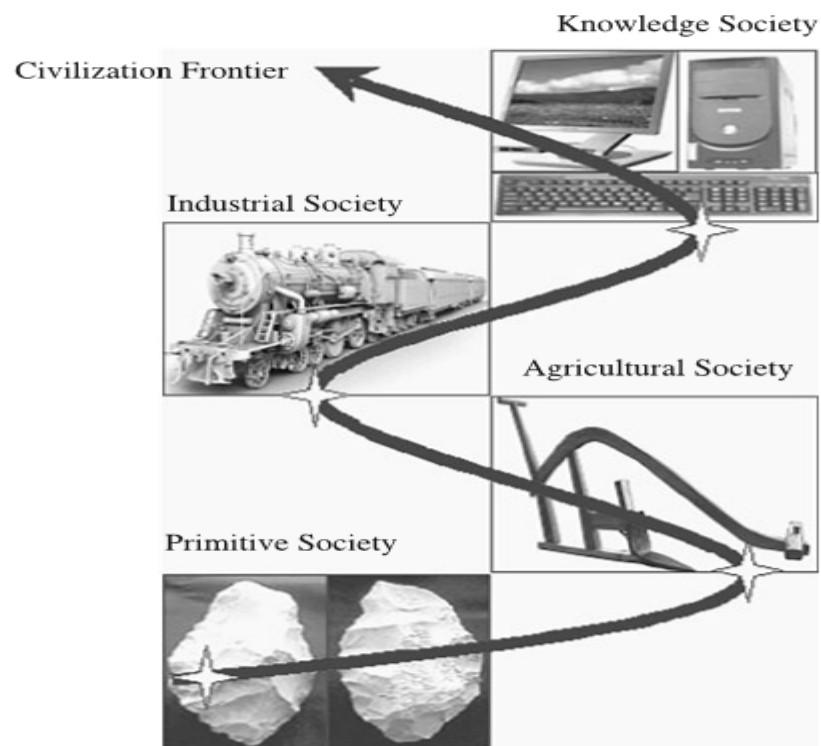 Knowledge Society
Civilization Frontier
Industrial Society
Agricultural Society
Primitive Society